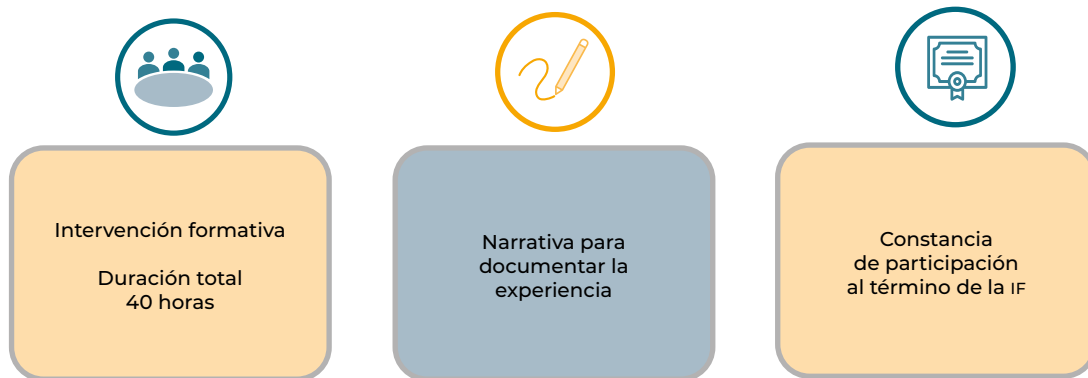 Intervención formativa
Duración total
40 horas
Narrativa para
documentar la
experiencia
Constancia
de participación
al término de la IF